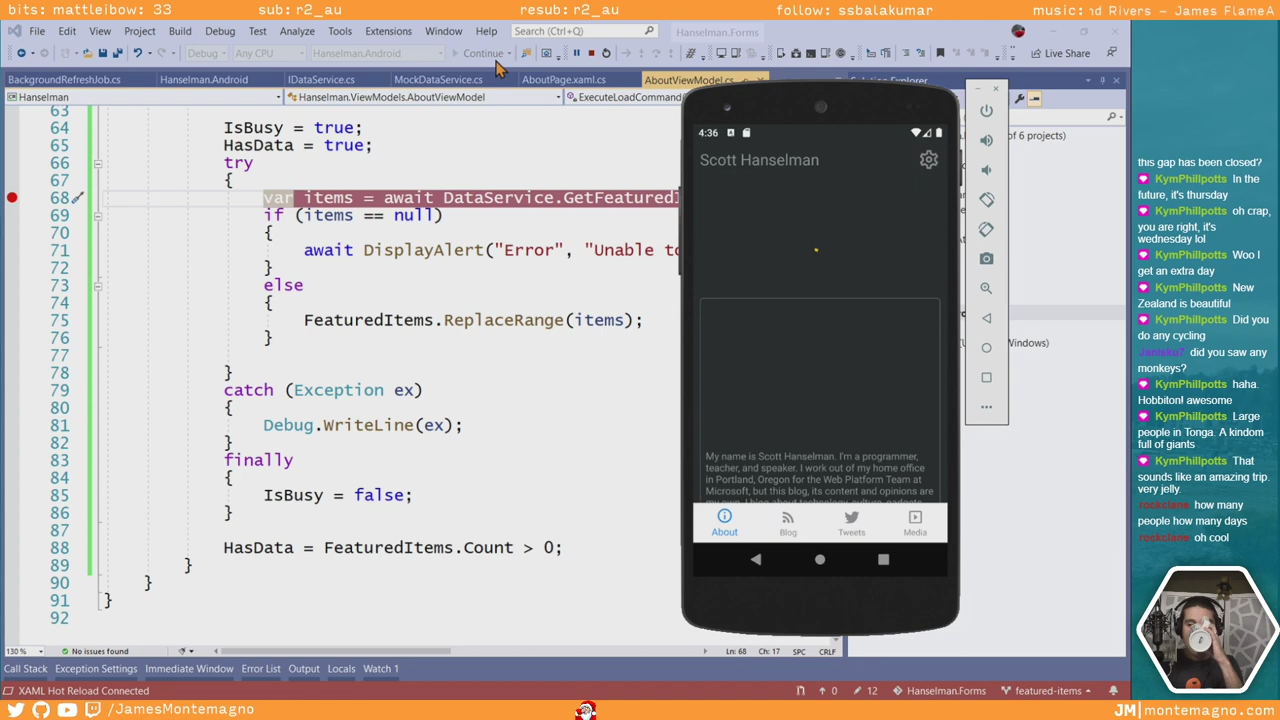 bits: mattleibow: 33
sub: r2_au
resub: r2_au
follow: ssbalakumar
music: nd Rivers - James FlameA
File Edit View Project Build Debug Test Analyze Tools Extensions Window Help Search (Ctrl+Q) Hanselman.Forms
Debug Any CPU Hanselman.Android Continue Live Share
BackgroundRefreshJob.cs Hanselman.Android IDataService.cs MockDataService.cs AboutPage.xaml.cs AboutViewModel.cs Solution Explorer
Hanselman Hanselman.ViewModels.AboutViewModel ExecuteLoadCommand
63
64 IsBusy = true;
65 HasData = true;
66 try
67 {
68 var items = await DataService.GetFeaturedI
69 if (items == null)
70 {
71 await DisplayAlert("Error", "Unable to
72 }
73 else
74 {
75 FeaturedItems.ReplaceRange(items);
76 }
77
78 }
79 catch (Exception ex)
80 {
81 Debug.WriteLine(ex);
82 }
83 finally
84 {
85 IsBusy = false;
86 }
87
88 HasData = FeaturedItems.Count > 0;
89 }
90 }
91 }
92
130 % No issues found Ln: 68 Ch: 17 SPC CRLF
Call Stack Exception Settings Immediate Window Error List Output Locals Watch 1
XAML Hot Reload Connected 0 12 Hanselman.Forms featured-items
of 6 projects)
Windows)
4:36
Scott Hanselman
My name is Scott Hanselman. I'm a programmer,
teacher, and speaker. I work out of my home office
in Portland, Oregon for the Web Platform Team at
Microsoft, but this blog, its content and opinions are
my own. I blog about technology, culture, gadgets,
About Blog Tweets Media
this gap has been closed?
KymPhillpotts In the
future, it's thursday
KymPhillpotts oh crap,
you are right, it's
wednesday lol
KymPhillpotts Woo I
get an extra day
KymPhillpotts New
Zealand is beautiful
KymPhillpotts Did you
do any cycling
Janisku7 did you saw any
monkeys?
KymPhillpotts haha.
Hobbiton! awesome
KymPhillpotts Large
people in Tonga. A kindom
full of giants
KymPhillpotts That
sounds like an amazing trip.
very jelly.
rockclane how many
people how many days
rockclane oh cool
/JamesMontemagno
JM montemagno.com